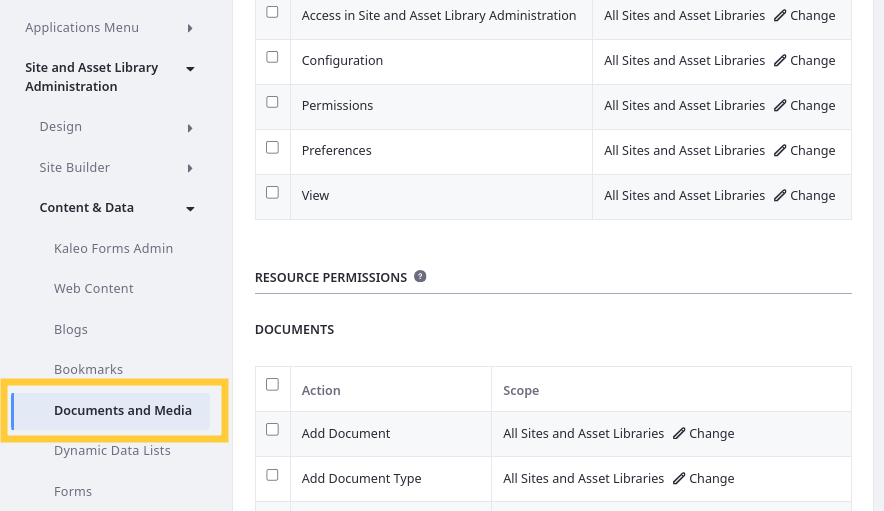 Applications Menu
Site and Asset Library
Administration
Design
Site Builder
Content & Data
Kaleo Forms Admin
Web Content
Blogs
Bookmarks
Documents and Media
Dynamic Data Lists
Forms
Access in Site and Asset Library Administration All Sites and Asset Libraries Change
Configuration All Sites and Asset Libraries Change
Permissions All Sites and Asset Libraries Change
Preferences All Sites and Asset Libraries Change
View All Sites and Asset Libraries Change
RESOURCE PERMISSIONS ?
DOCUMENTS
Action Scope
Add Document All Sites and Asset Libraries Change
Add Document Type All Sites and Asset Libraries Change